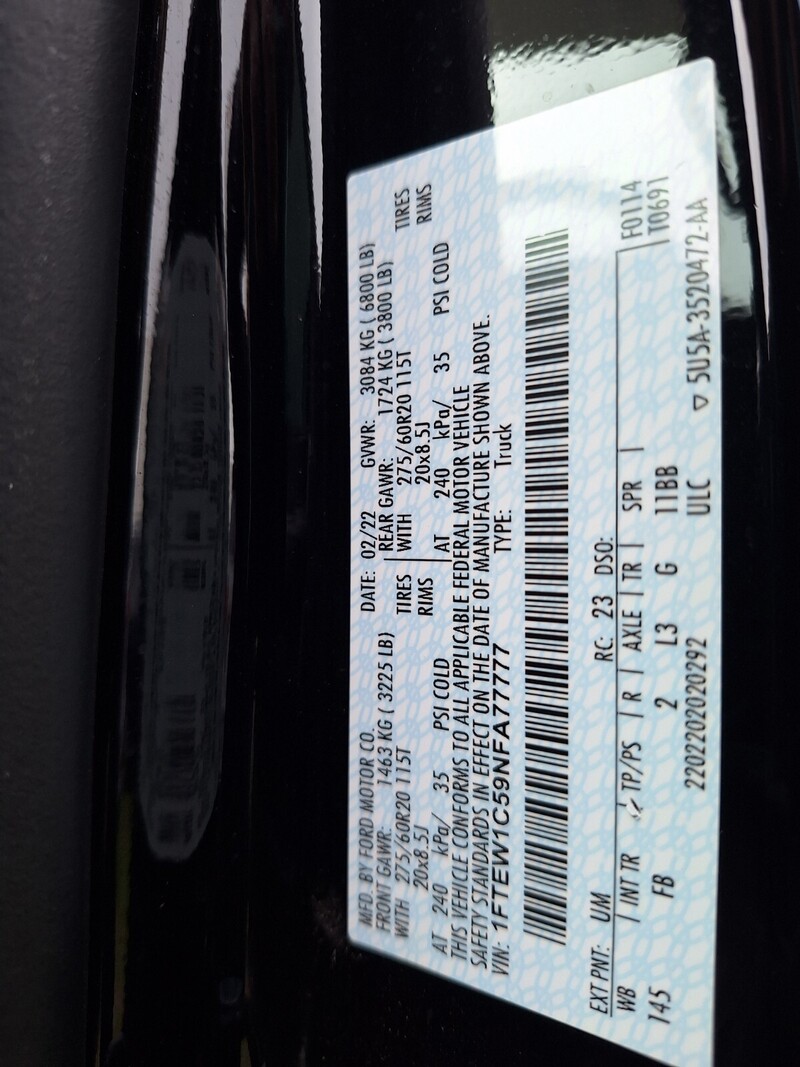 MFD. BY FORD MOTOR CO.
DATE: 02/22 GVWR: 3084 KG ( 6800 LB)
FRONT GAWR: 1463 KG ( 3225 LB) REAR GAWR: 1724 KG ( 3800 LB)
WITH 275/60R20 115T TIRES WITH 275/60R20 115T TIRES
20x8.5J RIMS 20x8.5J RIMS
AT 240 kPa/ 35 PSI COLD AT 240 kPa/ 35 PSI COLD
THIS VEHICLE CONFORMS TO ALL APPLICABLE FEDERAL MOTOR VEHICLE
SAFETY STANDARDS IN EFFECT ON THE DATE OF MANUFACTURE SHOWN ABOVE.
VIN: 1FTEW1C59NFA77777 TYPE: Truck
EXT PNT: UM RC: 23 DSO: F0114
WB INT TR TP/PS R AXLE TR SPR T0691
145 FB 2 L3 G 11BB
2202202020292 ULC ▽ 5U5A-3520472-AA